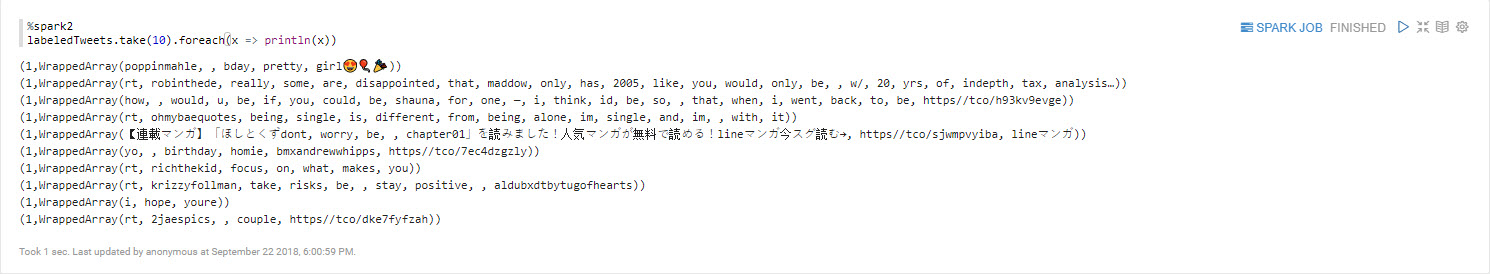 %spark2
labeledTweets.take(10).foreach(x => println(x))
SPARK JOB FINISHED
(1,WrappedArray(poppinmahle, , bday, pretty, girl😍🎈🎉))
(1,WrappedArray(rt, robinthede, really, some, are, disappointed, that, maddow, only, has, 2005, like, you, would, only, be, , w/, 20, yrs, of, indepth, tax, analysis…))
(1,WrappedArray(how, , would, u, be, if, you, could, be, shauna, for, one, —, i, think, id, be, so, , that, when, i, went, back, to, be, https//tco/h93kv9evge))
(1,WrappedArray(rt, ohmybaequotes, being, single, is, different, from, being, alone, im, single, and, im, , with, it))
(1,WrappedArray(【連載マンガ】「ほしとくずdont, worry, be, , chapter01」を読みました!人気マンガが無料で読める!lineマンガ今スグ読む→, https//tco/sjwmpvyiba, lineマンガ))
(1,WrappedArray(yo, , birthday, homie, bmxandrewwhipps, https//tco/7ec4dzgzly))
(1,WrappedArray(rt, richthekid, focus, on, what, makes, you))
(1,WrappedArray(rt, krizzyfollman, take, risks, be, , stay, positive, , aldubxdtbytugofhearts))
(1,WrappedArray(i, hope, youre))
(1,WrappedArray(rt, 2jaespics, , couple, https//tco/dke7fyfzah))
Took 1 sec. Last updated by anonymous at September 22 2018, 6:00:59 PM.